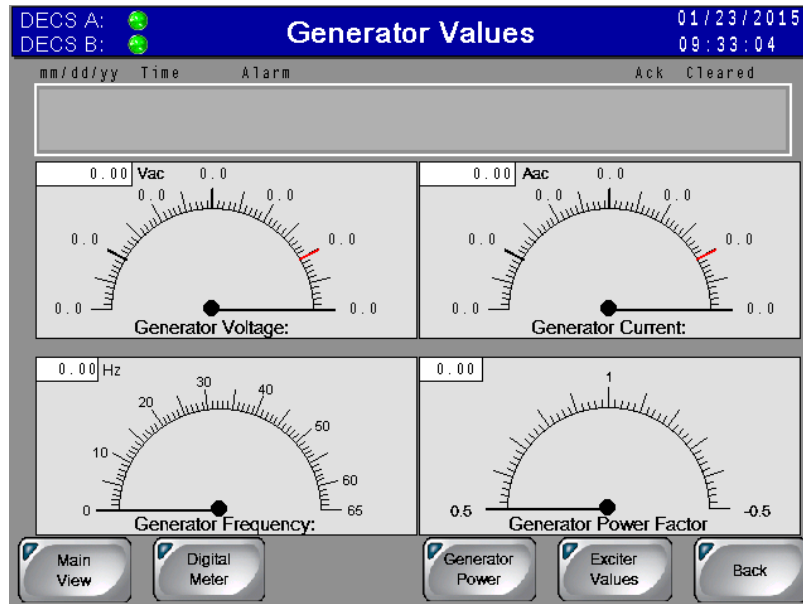 DECS A:
DECS B:
Generator Values
01/23/2015
09:33:04
mm/dd/yy Time Alarm Ack Cleared
0.00 Vac
0.0
0.0
0.0
0.0
0.0
0.0
0.0
Generator Voltage:
0.00 Aac
0.0
0.0
0.0
0.0
0.0
0.0
0.0
Generator Current:
0.00 Hz
0
10
20
30
40
50
60
65
Generator Frequency:
0.00
0.5
1
-0.5
Generator Power Factor
Main
View
Digital
Meter
Generator
Power
Exciter
Values
Back